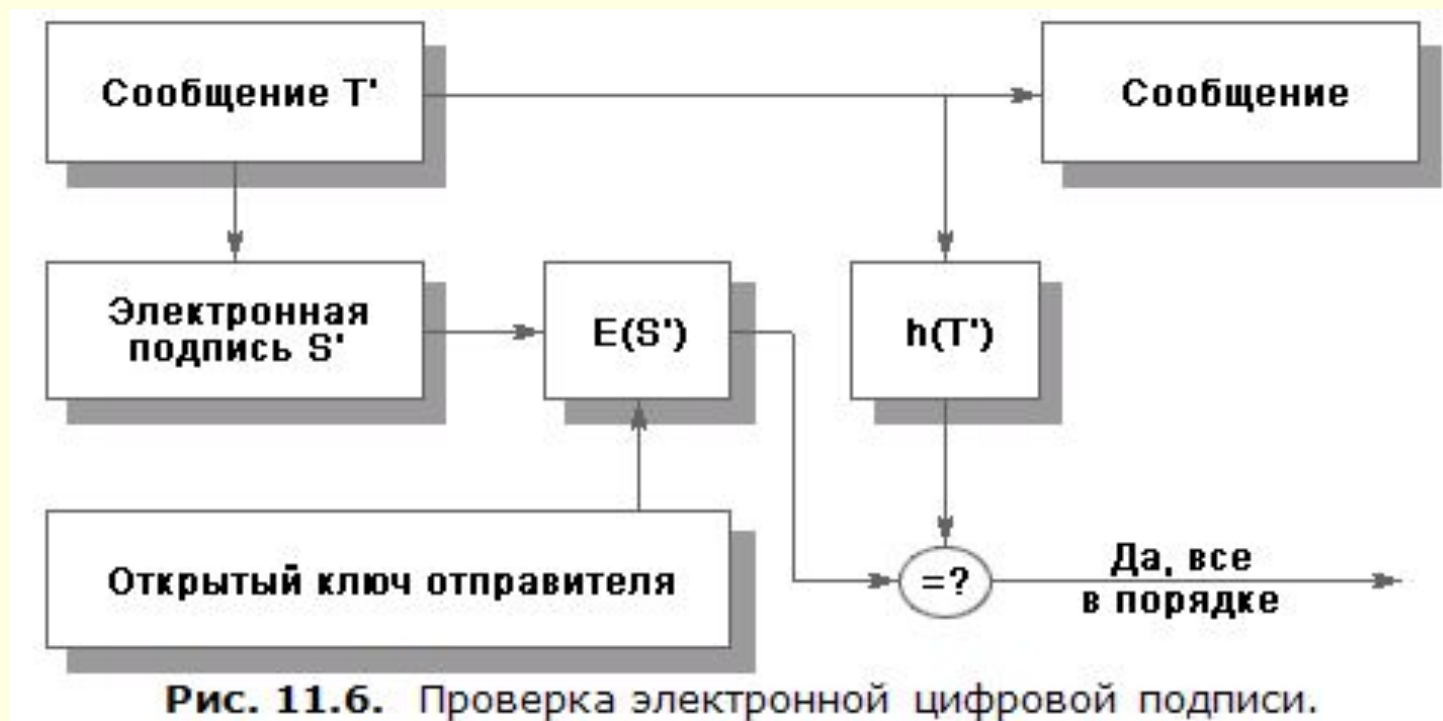 Сообщение T'
Сообщение
Электронная
подпись S'
E(S')
h(T')
Открытый ключ отправителя
=?
Да, все
в порядке
Рис. 11.6. Проверка электронной цифровой подписи.